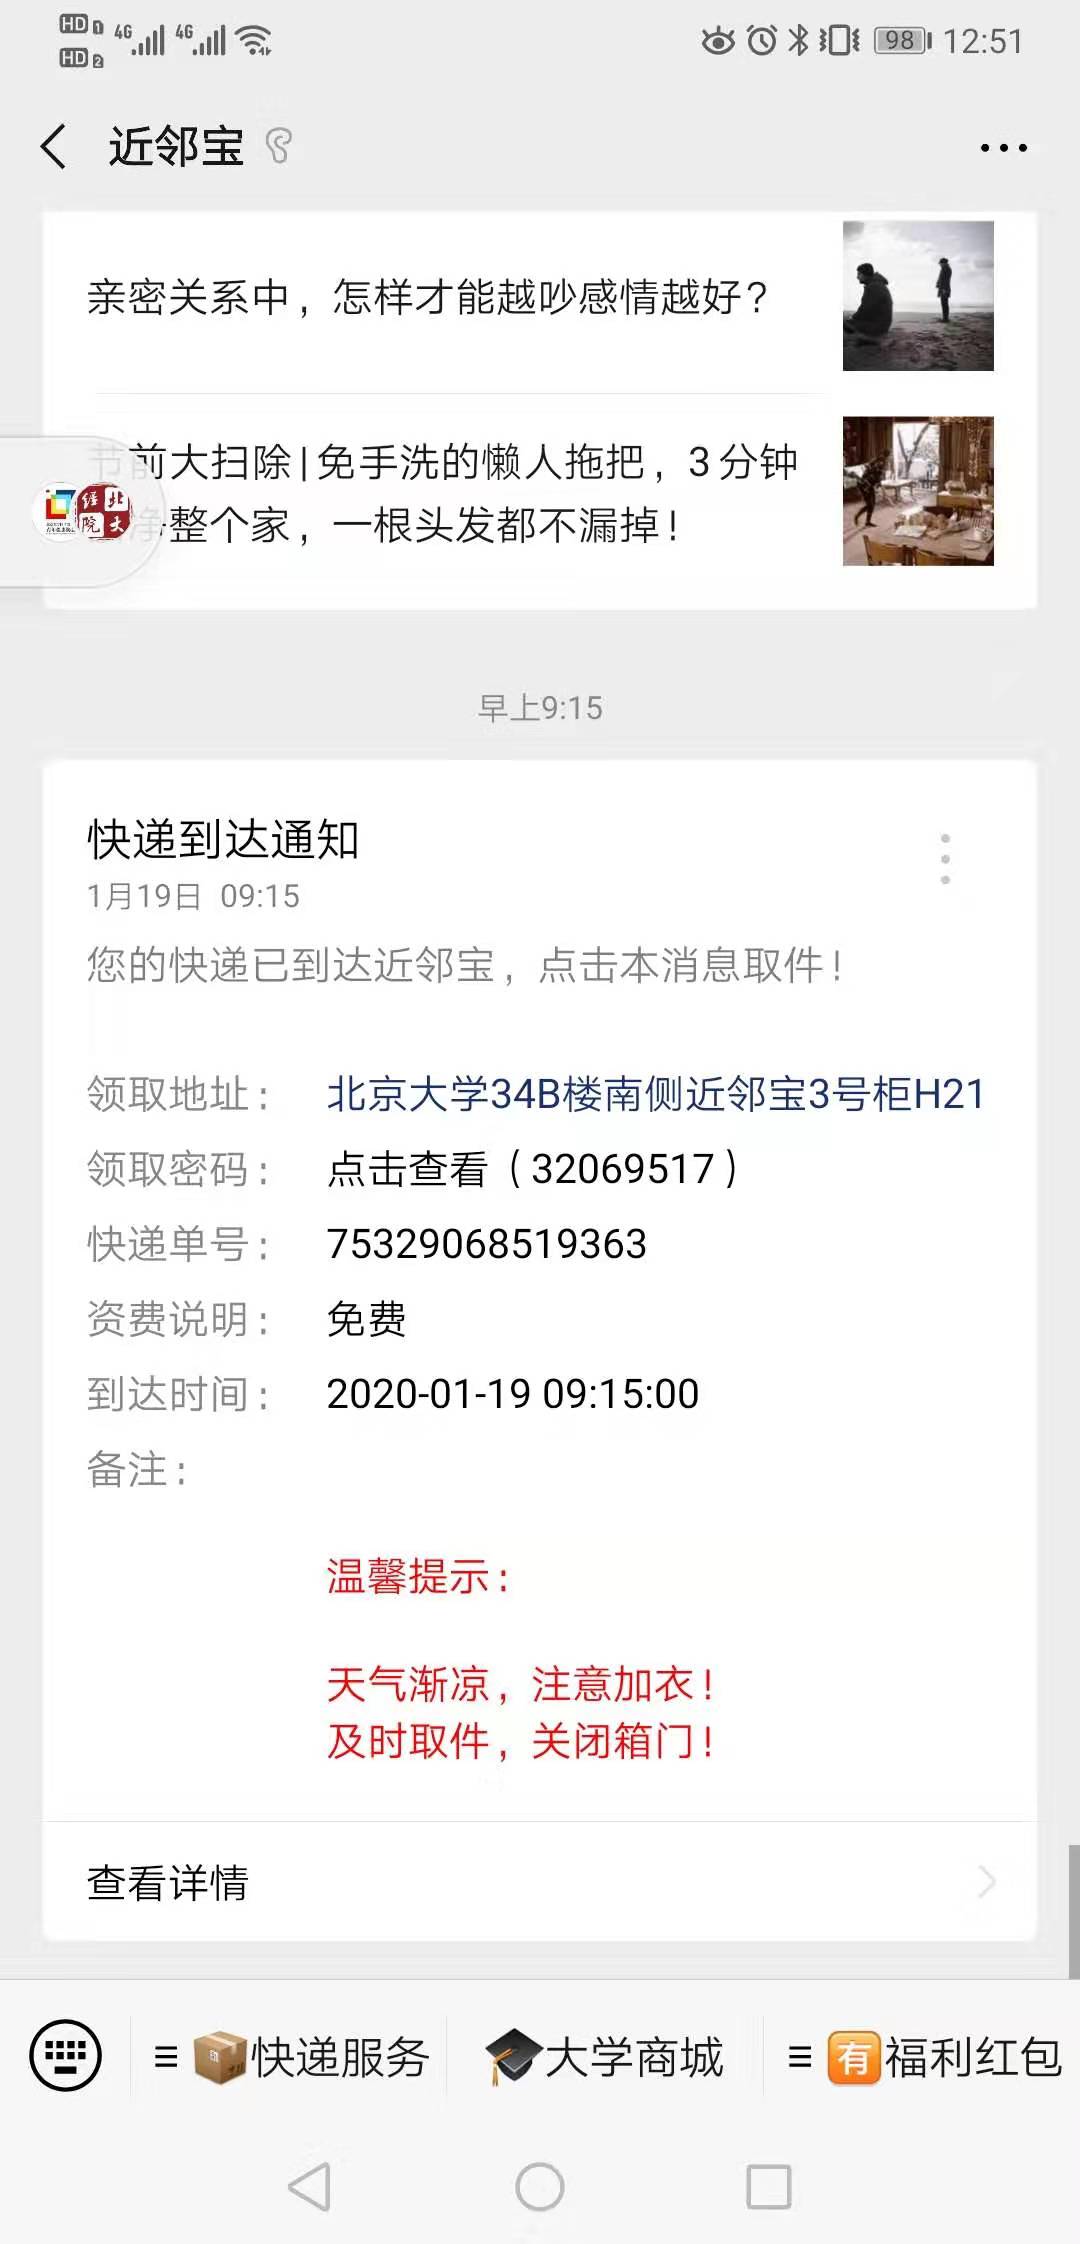 HD 1 4G 4G
HD 2
98 12:51
近邻宝
亲密关系中，怎样才能越吵感情越好？
节前大扫除|免手洗的懒人拖把，3分钟
净整个家，一根头发都不漏掉！
经北
院大
早上9:15
快递到达通知
1月19日 09:15
您的快递已到达近邻宝，点击本消息取件！
领取地址： 北京大学34B楼南侧近邻宝3号柜H21
领取密码： 点击查看（32069517）
快递单号： 75329068519363
资费说明： 免费
到达时间： 2020-01-19 09:15:00
备注：
温馨提示：
天气渐凉，注意加衣！
及时取件，关闭箱门！
查看详情
快递服务 大学商城 有福利红包